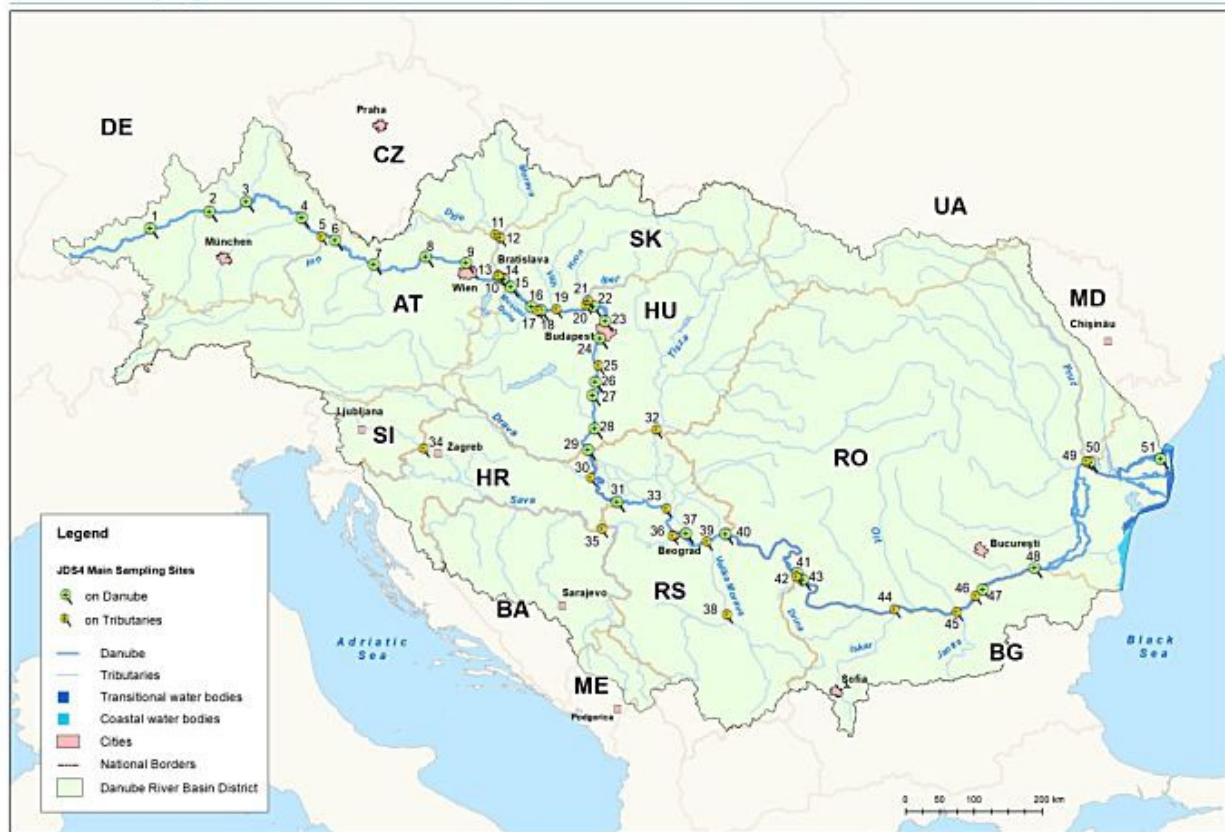 DE
Praha
CZ
UA
1
2
3
4
5
6
7
8
9
München
Inn
Dyje
Morava
11
12
SK
MD
Chişinău
Bratislava
13
14
Wien
10
15
AT
16
17
18
19
20
21
22
23
Ipel
HU
Budapest
24
25
26
27
28
29
Tisza
Prut
Ljubljana
SI
34
Zagreb
Drava
32
HR
30
31
33
Sava
35
RO
49
50
51
36
37
39
40
Beograd
Olt
Bucureşti
48
41
42
43
RS
Velika Morava
38
44
46
47
45
BA
Sarajevo
Iskar
Jantra
BG
Adriatic
Sea
Black
Sea
ME
Sofia
Podgorica
Legend
JDS4 Main Sampling Sites
on Danube
on Tributaries
Danube
Tributaries
Transitional water bodies
Coastal water bodies
Cities
National Borders
Danube River Basin District
0 50 100 200 km